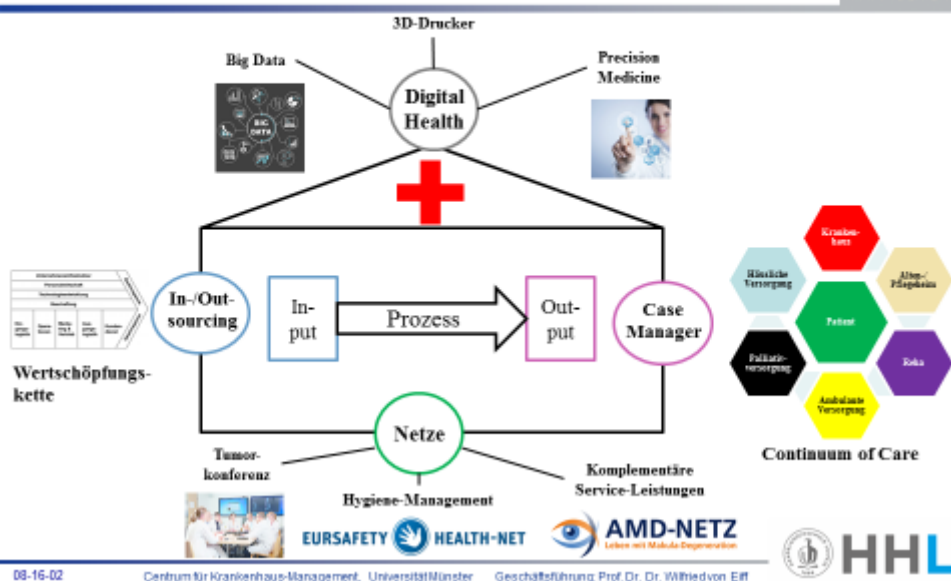 3D-Drucker
Big Data
Precision
Medicine
Digital
Health
BIG
DATA
Kranken-
haus
Häusliche
Versorgung
Alten-/
Pflegeheim
In-/Out-
sourcing
In-
put
Prozess
Out-
put
Case
Manager
Patient
Wertschöpfungs-
kette
Palliativ-
versorgung
Reha
Ambulante
Versorgung
Netze
Continuum of Care
Tumor-
konferenz
Komplementäre
Service-Leistungen
Hygiene-Management
EURSAFETY HEALTH-NET
AMD-NETZ
Leben mit Makula-Degeneration
HHL
08-16-02
Centrum für Krankenhaus-Management, Universität Münster
Geschäftsführung: Prof. Dr. Dr. Wilfried von Eiff